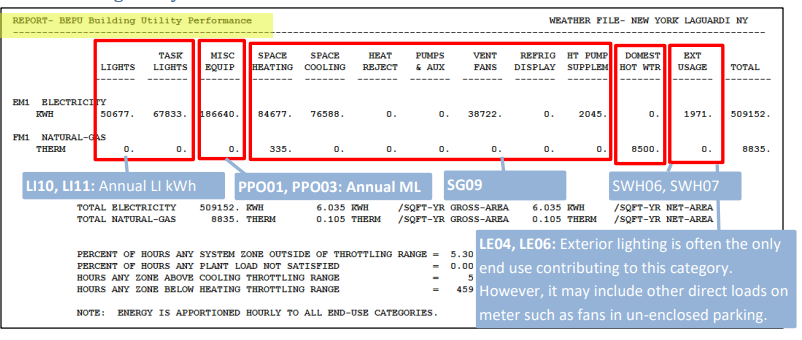 REPORT- BEPU Building Utility Performance WEATHER FILE- NEW YORK LAGUARDI NY
TASK MISC SPACE SPACE HEAT PUMPS VENT REFRIG HT PUMP DOMEST EXT
LIGHTS LIGHTS EQUIP HEATING COOLING REJECT & AUX FANS DISPLAY SUPPLEM HOT WTR USAGE TOTAL
EM1 ELECTRICITY
KWH 50677. 67833. 186640. 84677. 76588. 0. 0. 38722. 0. 2045. 0. 1971. 509152.
FM1 NATURAL-GAS
THERM 0. 0. 0. 335. 0. 0. 0. 0. 0. 0. 8500. 0. 8835.
LI10, LI11: Annual LI kWh
PPO01, PPO03: Annual ML
SG09
SWH06, SWH07
TOTAL ELECTRICITY 509152. KWH 6.035 KWH /SQFT-YR GROSS-AREA 6.035 KWH /SQFT-YR NET-AREA
TOTAL NATURAL-GAS 8835. THERM 0.105 THERM /SQFT-YR GROSS-AREA 0.105 THERM /SQFT-YR NET-AREA
LE04, LE06: Exterior lighting is often the only
end use contributing to this category.
However, it may include other direct loads on
meter such as fans in un-enclosed parking.
PERCENT OF HOURS ANY SYSTEM ZONE OUTSIDE OF THROTTLING RANGE = 5.30
PERCENT OF HOURS ANY PLANT LOAD NOT SATISFIED = 0.00
HOURS ANY ZONE ABOVE COOLING THROTTLING RANGE = 5
HOURS ANY ZONE BELOW HEATING THROTTLING RANGE = 459
NOTE: ENERGY IS APPORTIONED HOURLY TO ALL END-USE CATEGORIES.